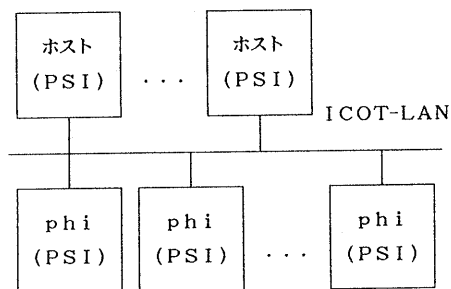 ホスト ホスト
(PSI) ... (PSI)
ICOT-LAN
phi phi phi
(PSI) (PSI) ... (PSI)